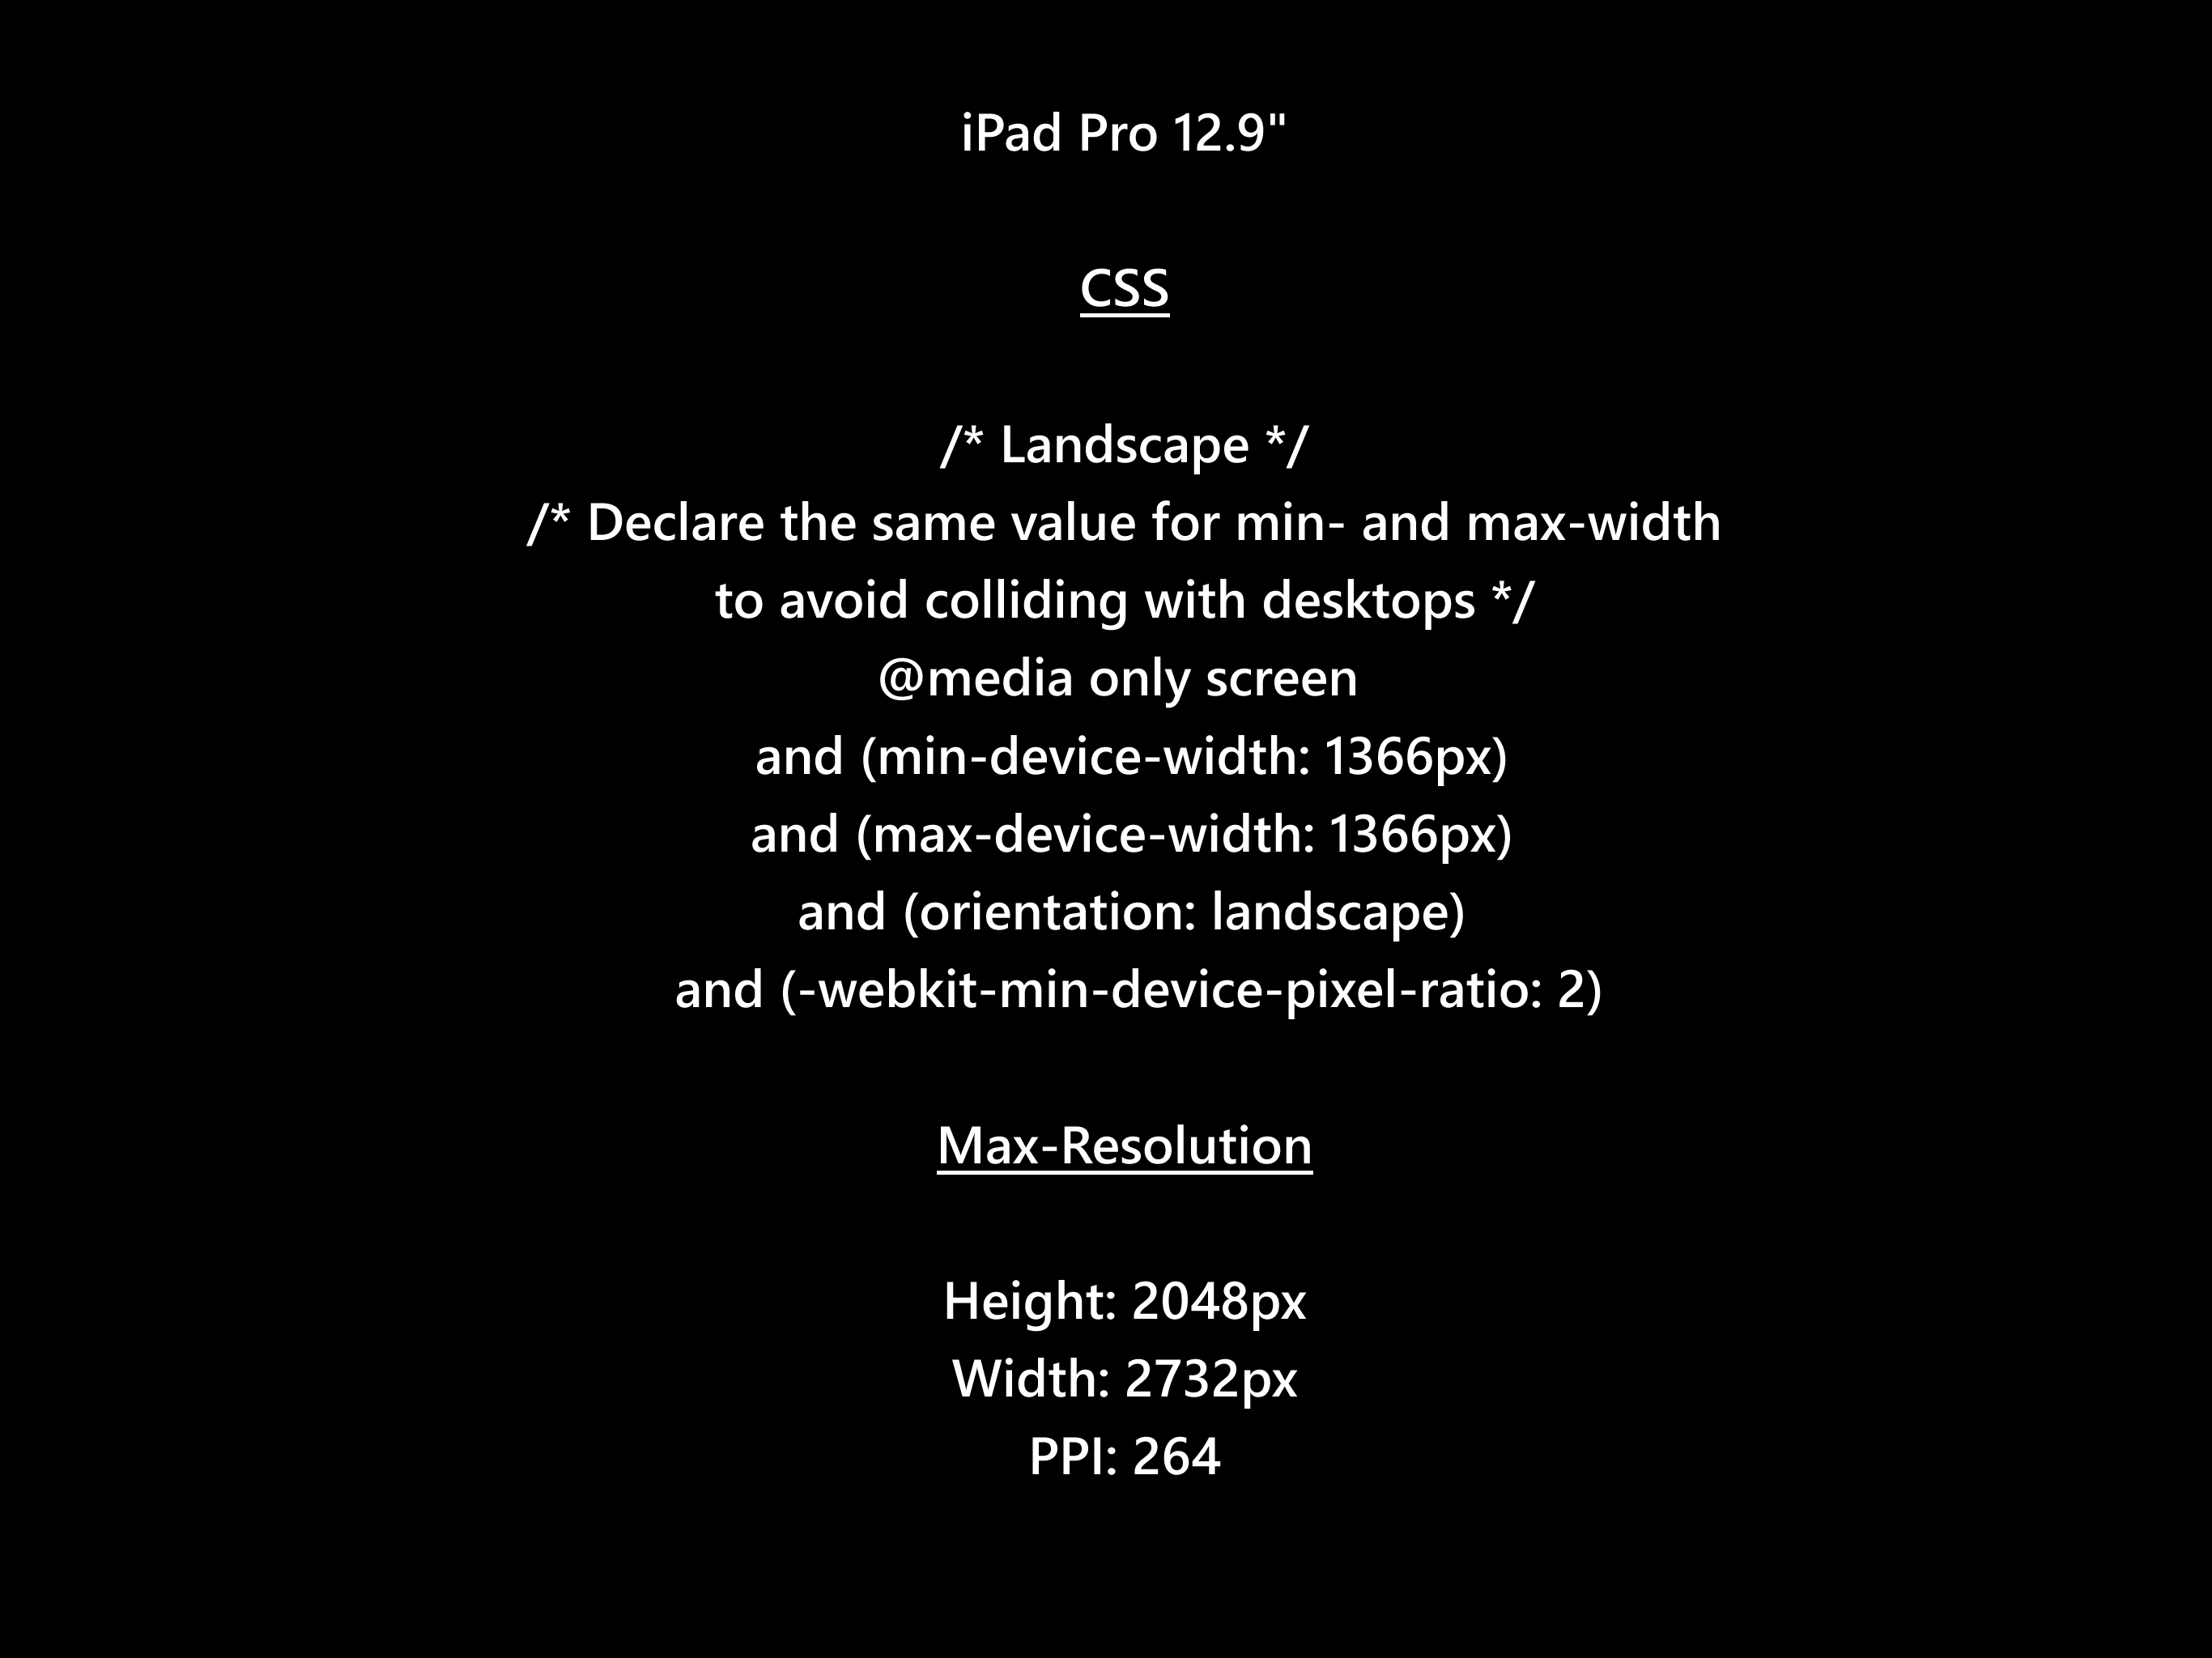 iPad Pro 12.9"
CSS
/* Landscape */
/* Declare the same value for min- and max-width
to avoid colliding with desktops */
@media only screen
and (min-device-width: 1366px)
and (max-device-width: 1366px)
and (orientation: landscape)
and (-webkit-min-device-pixel-ratio: 2)
Max-Resolution
Height: 2048px
Width: 2732px
PPI: 264